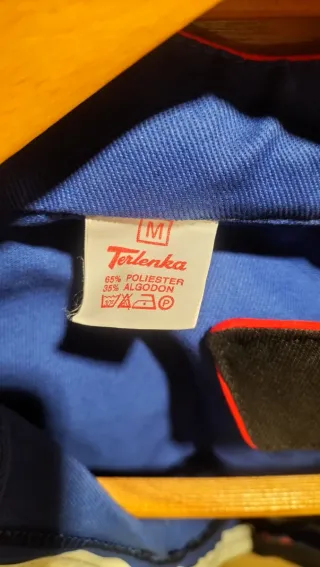 M
Terlenka
65% POLIESTER
35% ALGODON
P